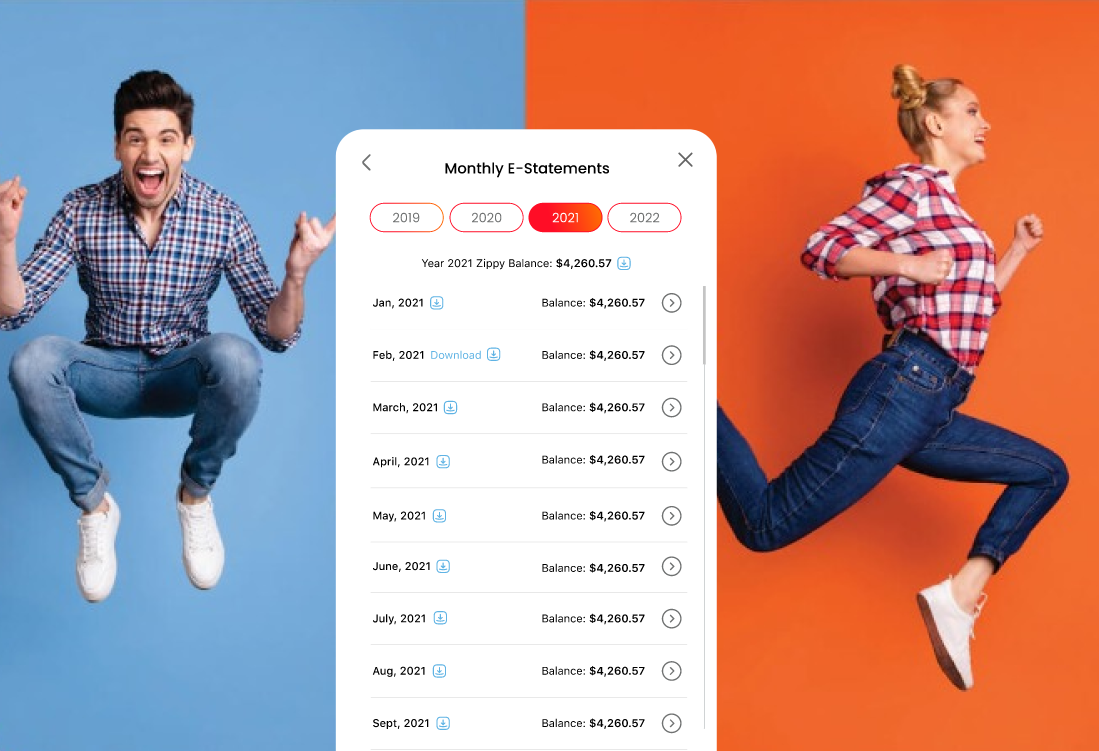 Monthly E-Statements
2019 2020 2021 2022
Year 2021 Zippy Balance: $4,260.57
Jan, 2021 Balance: $4,260.57
Feb, 2021 Download Balance: $4,260.57
March, 2021 Balance: $4,260.57
April, 2021 Balance: $4,260.57
May, 2021 Balance: $4,260.57
June, 2021 Balance: $4,260.57
July, 2021 Balance: $4,260.57
Aug, 2021 Balance: $4,260.57
Sept, 2021 Balance: $4,260.57